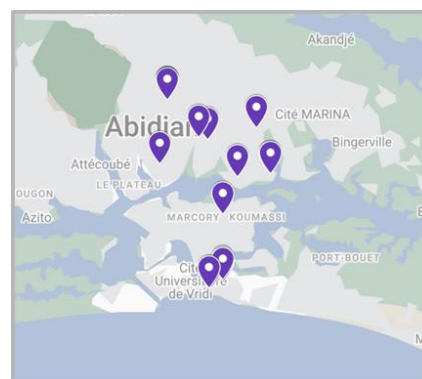 Akandjé
Cité MARINA
Abidjan
Bingerville
Attécoubé
LE PLATEAU
OUGON
Azito
MARCORY
KOUMASSI
PORT-BOUET
Cité
Universitaire
de Vridi